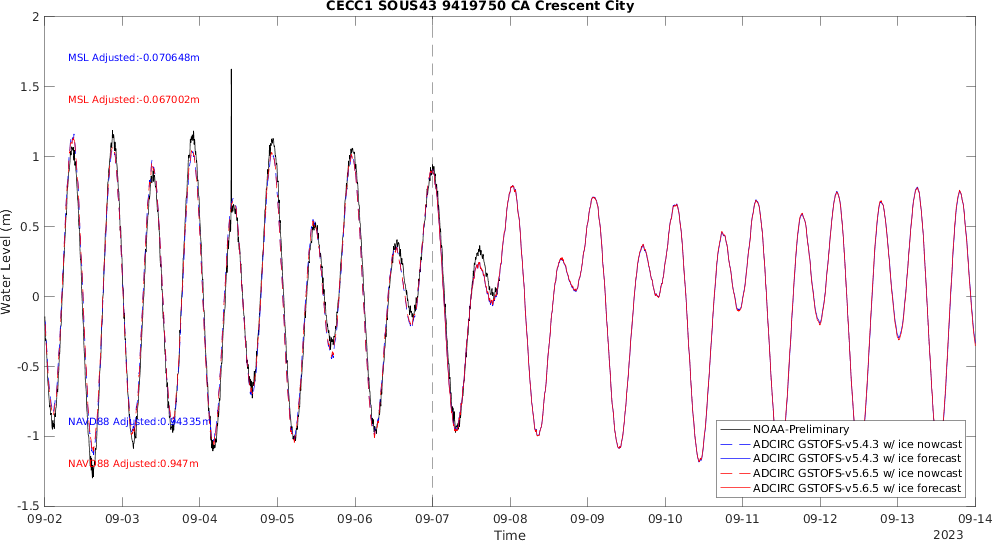 CECC1 SOUS43 9419750 CA Crescent City
2
1.5
1
0.5
0
-0.5
-1
-1.5
Water Level (m)
MSL Adjusted:-0.070648m
MSL Adjusted:-0.067002m
NAVD88 Adjusted:0.94335m
NAVD88 Adjusted:0.947m
NOAA-Preliminary
ADCIRC GSTOFS-v5.4.3 w/ ice nowcast
ADCIRC GSTOFS-v5.4.3 w/ ice forecast
ADCIRC GSTOFS-v5.6.5 w/ ice nowcast
ADCIRC GSTOFS-v5.6.5 w/ ice forecast
09-02 09-03 09-04 09-05 09-06 09-07 09-08 09-09 09-10 09-11 09-12 09-13 09-14
Time
2023